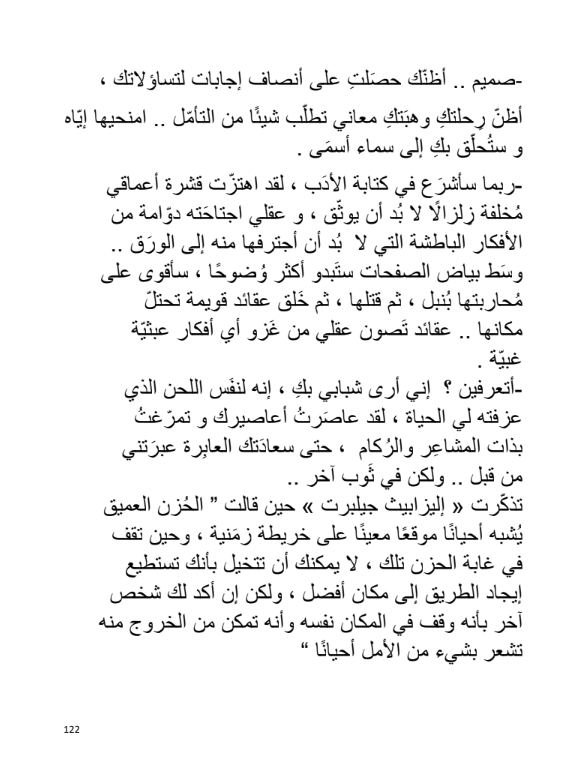 -صميم .. أظنّك حصَلتِ على أنصاف إجابات لتساؤلاتك ،
أظنّ رِحلتكِ وهبَتكِ معاني تطلّب شيئًا من التأمّل .. امنحيها إيّاه
و ستُحلّق بكِ إلى سماء أسمَى .
-ربما سأشرَع في كتابة الأدَب ، لقد اهتزّت قشرة أعماقي
مُخلفة زِلزالًا لا بُد أن يوثّق ، و عقلي اجتاحَته دوّامة من
الأفكار الباطشة التي لا بُد أن أجترفها منه إلى الورَق ..
وسَط بياض الصفحات ستَبدو أكثر وُضوحًا ، سأقوى على
مُحاربتها بُنبل ، ثم قتلها ، ثم خَلق عقائد قويمة تحتلّ
مكانها .. عقائد تَصون عقلي من غَزو أي أفكار عبثيّة
غبيّة .
-أتعرفين ؟ إني أرى شبابي بكِ ، إنه لنفَس اللحن الذي
عزفته لي الحياة ، لقد عاصَرتُ أعاصيرك و تمرّغتُ
بذات المشاعِر والرُكام ، حتى سعادَتك العابِرة عبرَتني
من قبل .. ولكن في ثَوب آخر ..
تذكّرت « إليزابيث جيلبرت » حين قالت ” الحُزن العميق
يُشبه أحيانًا موقعًا معينًا على خريطة زمَنية ، وحين تقف
في غابة الحزن تلك ، لا يمكنك أن تتخيل بأنك تستطيع
إيجاد الطريق إلى مكان أفضل ، ولكن إن أكد لك شخص
آخر بأنه وقف في المكان نفسه وأنه تمكن من الخروج منه
تشعر بشيء من الأمل أحيانًا “
122